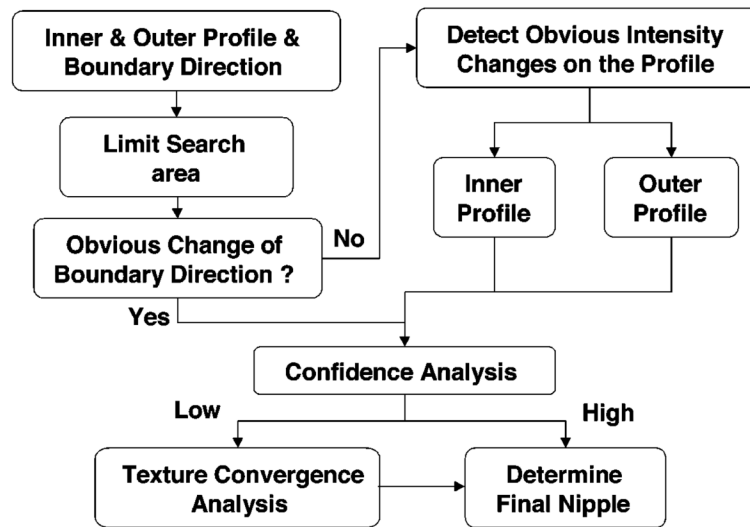 Inner & Outer Profile &
Boundary Direction
Detect Obvious Intensity
Changes on the Profile
Limit Search
area
Inner
Profile
Outer
Profile
Obvious Change of
Boundary Direction ?
No
Yes
Confidence Analysis
Low
High
Texture Convergence
Analysis
Determine
Final Nipple